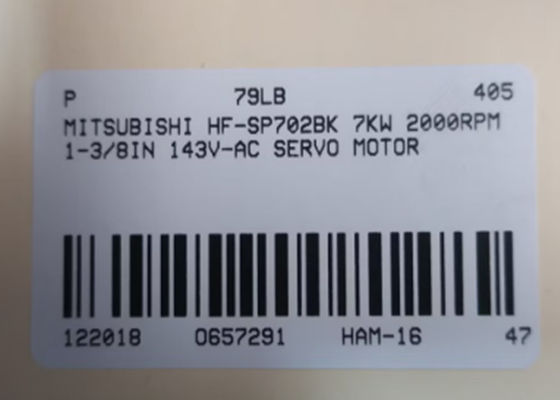 P 79LB 405
MITSUBISHI HF-SP702BK 7KW 2000RPM
1-3/8IN 143V-AC SERVO MOTOR
122018 0657291 HAM-16 47